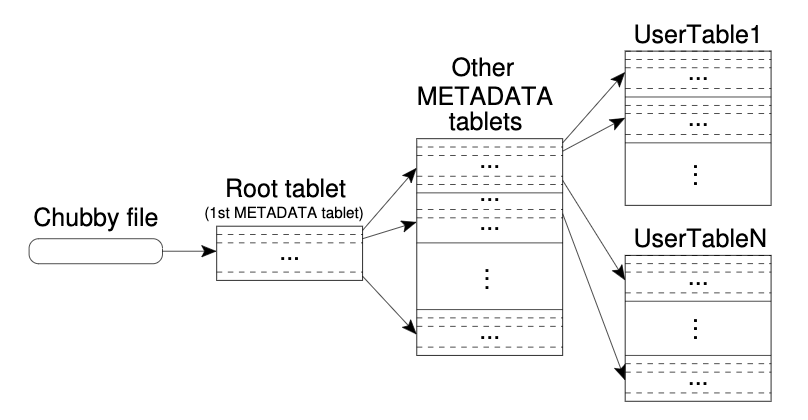 Chubby file
Root tablet
(1st METADATA tablet)
...
Other
METADATA
tablets
...
...
...
...
...
UserTable1
...
...
...
UserTableN
...
...
...